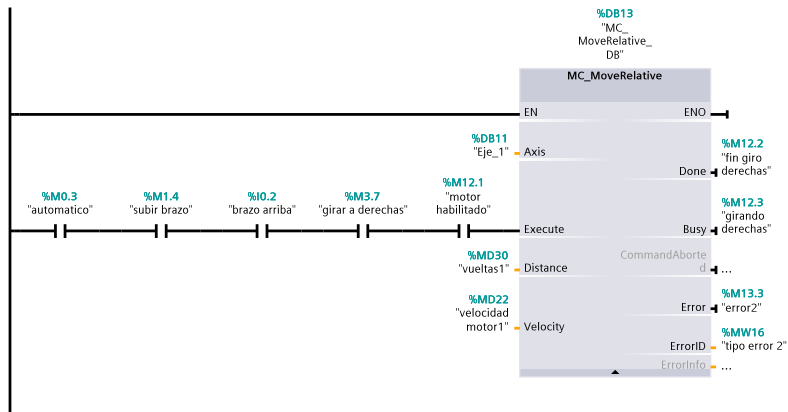 %DB13
"MC_
MoveRelative_
DB"
MC_MoveRelative
EN
ENO
%DB11
"Eje_1"
Axis
%M12.2
"fin giro
derechas"
Done
%M0.3
"automatico"
%M1.4
"subir brazo"
%I0.2
"brazo arriba"
%M3.7
"girar a derechas"
%M12.1
"motor
habilitado"
Execute
%M12.3
"girando
derechas"
Busy
%MD30
"vueltas1"
Distance
CommandAborte
d
...
%MD22
"velocidad
motor1"
Velocity
Error
%M13.3
"error2"
ErrorID
%MW16
"tipo error 2"
ErrorInfo
...